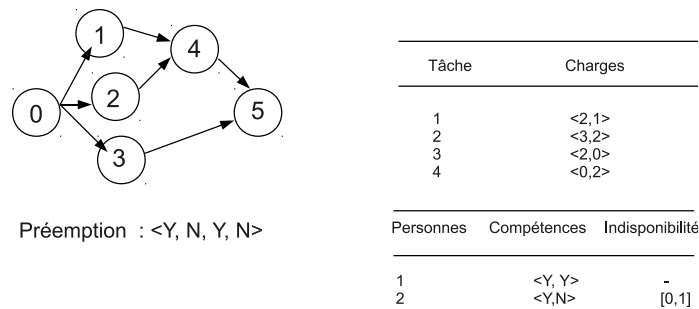 1
4
0
2
5
3
Préemption : <Y, N, Y, N>
Tâche Charges
1 <2,1>
2 <3,2>
3 <2,0>
4 <0,2>
Personnes Compétences Indisponibilité
1 <Y, Y> -
2 <Y,N> [0,1]